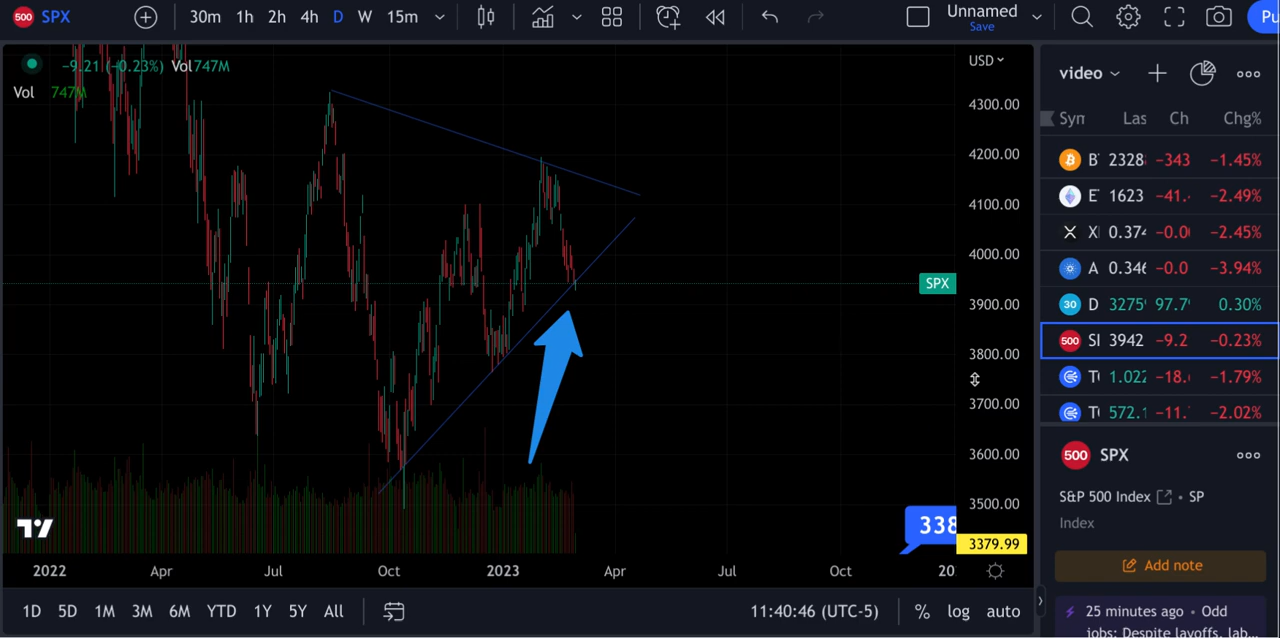 500 SPX 30m 1h 2h 4h D W 15m Unnamed Pu
Save
−9.21 (−0.23%) Vol747M
Vol 747M
USD
4300.00
4200.00
4100.00
4000.00
SPX
3900.00
3800.00
3700.00
3600.00
3500.00
338
3379.99
2022 Apr Jul Oct 2023 Apr Jul Oct 20
1D 5D 1M 3M 6M YTD 1Y 5Y All 11:40:46 (UTC-5) % log auto
video
Syn Las Ch Chg%
B 2328 −343 −1.45%
E 1623 −41. −2.49%
X 0.374 −0.0 −2.45%
A 0.346 −0.0 −3.94%
30 D 3275 97.7 0.30%
500 SI 3942 −9.2 −0.23%
T 1.022 −18. −1.79%
T 572.1 −11. −2.02%
500 SPX
S&P 500 Index • SP
Index
Add note
25 minutes ago • Odd
jobs: Despite layoffs, lab...